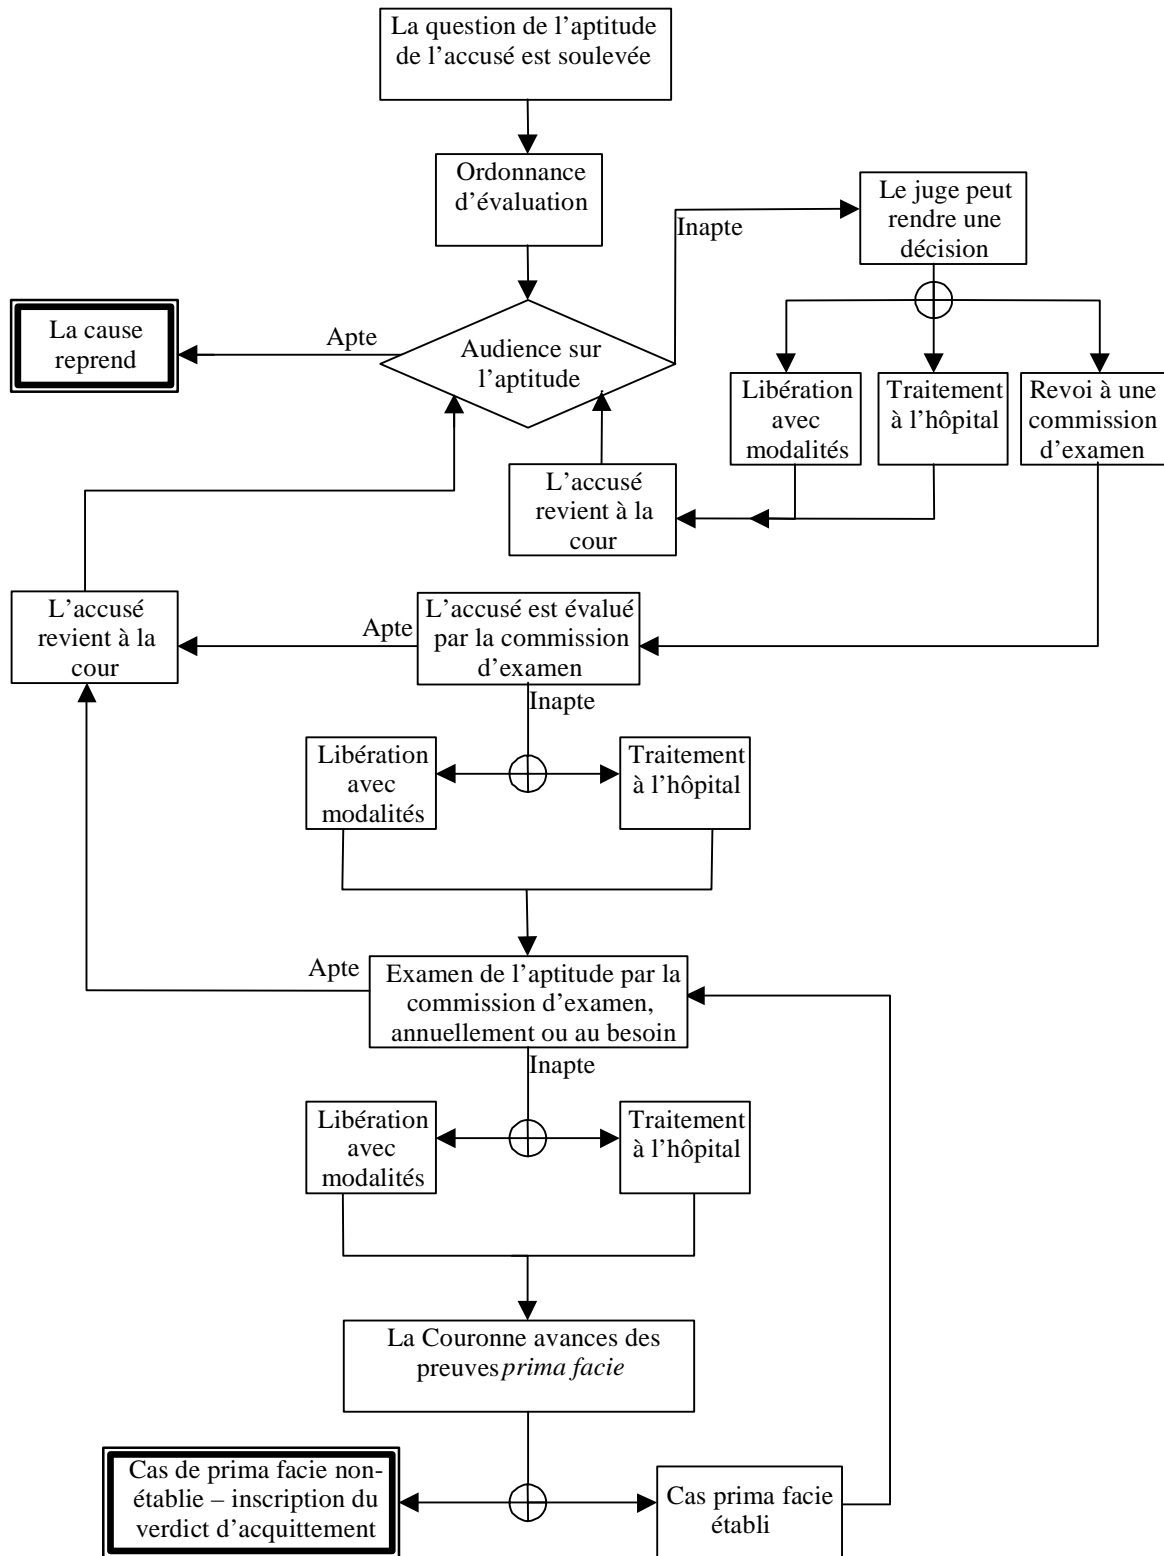 La question de l’aptitude
de l’accusé est soulevée
Ordonnance
d’évaluation
Le juge peut
rendre une
décision
Inapte
La cause
reprend
Apte
Audience sur
l’aptitude
Libération
avec
modalités
Traitement
à l’hôpital
Revoi à une
commission
d’examen
L’accusé
revient à la
cour
L’accusé
revient à la
cour
Apte
L’accusé est évalué
par la commission
d’examen
Inapte
Libération
avec
modalités
Traitement
à l’hôpital
Apte
Examen de l’aptitude par la
commission d’examen,
annuellement ou au besoin
Inapte
Libération
avec
modalités
Traitement
à l’hôpital
La Couronne avances des
preuves prima facie
Cas de prima facie non-
établie – inscription du
verdict d’acquittement
Cas prima facie
établi